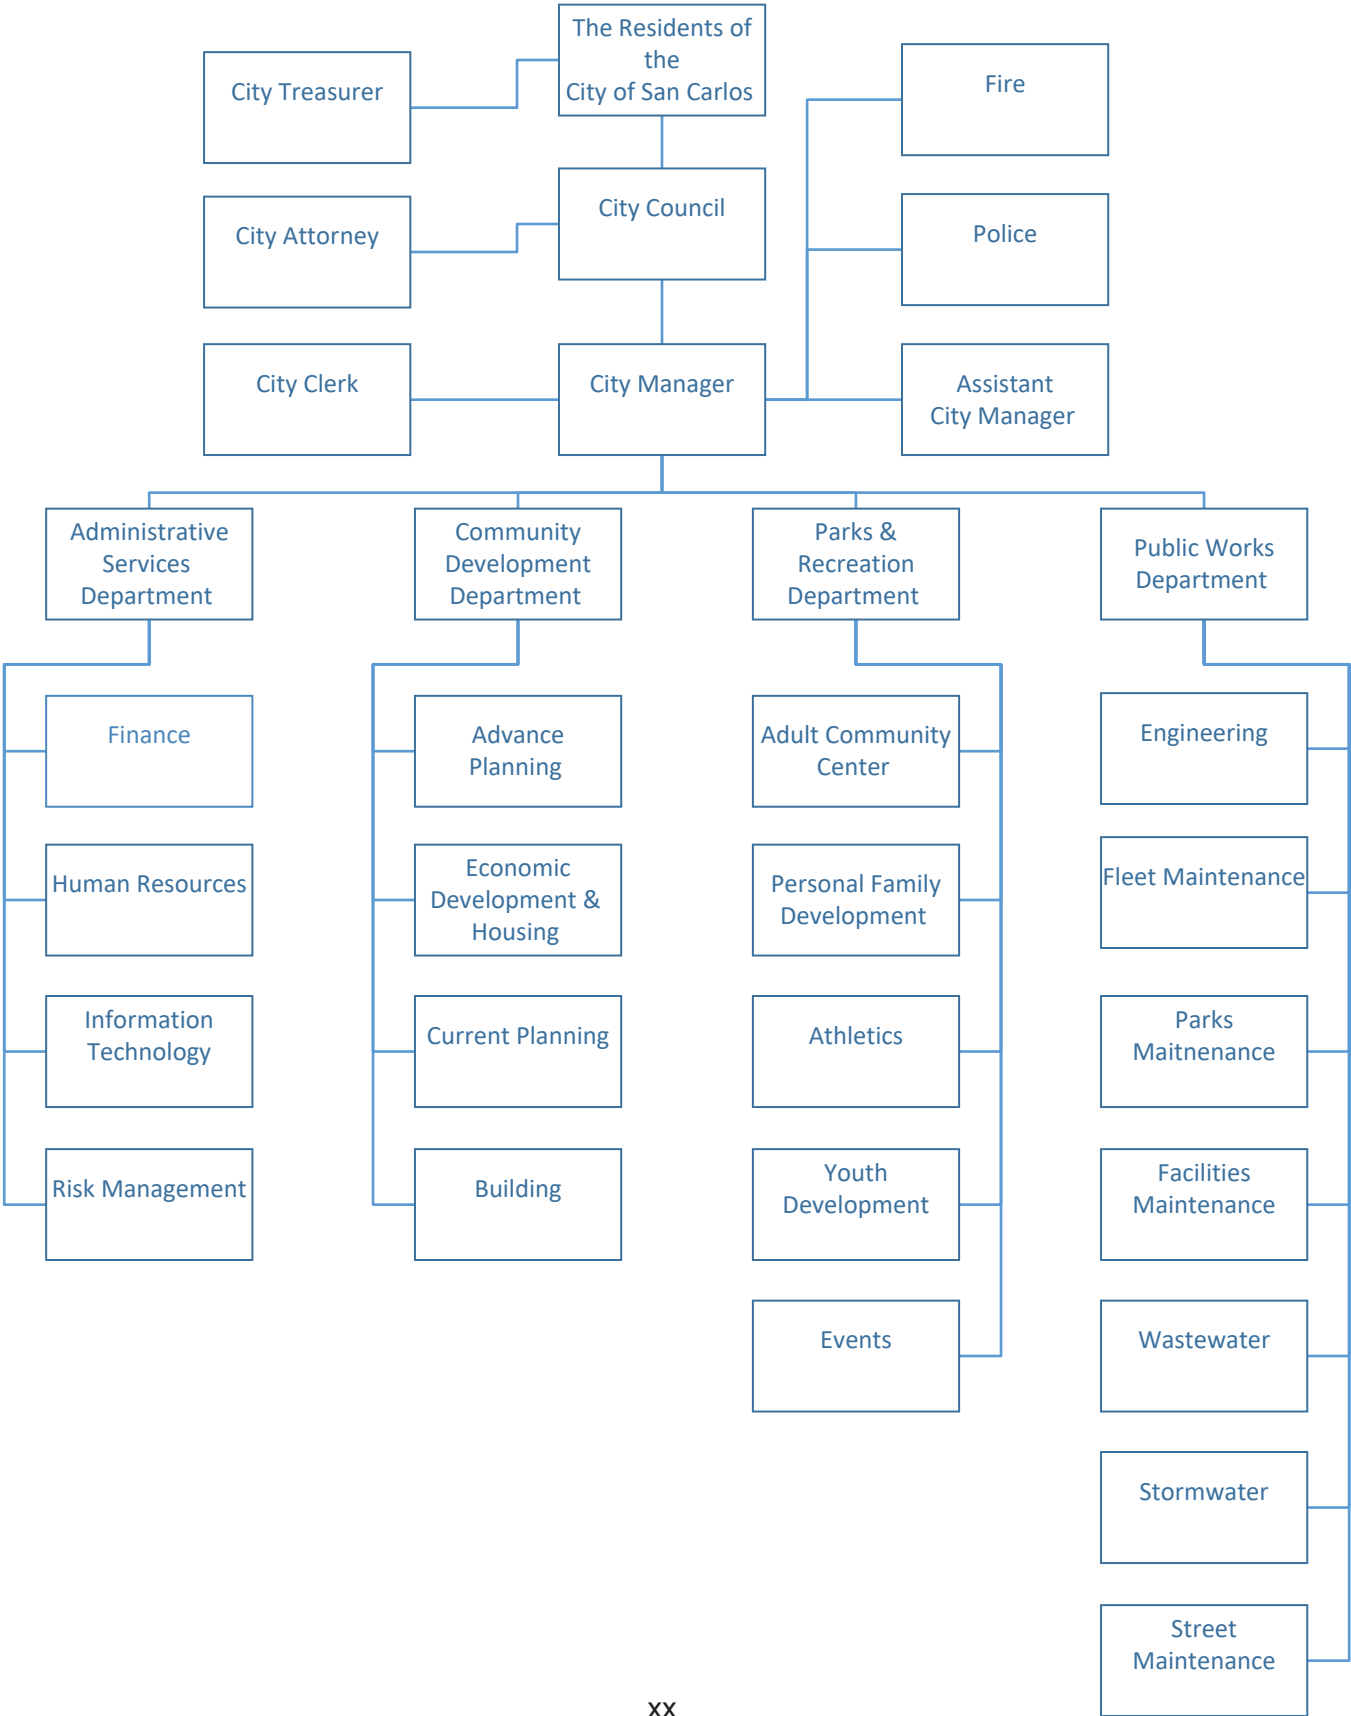 The Residents of
the
City of San Carlos
City Treasurer
Fire
City Council
City Attorney
Police
City Clerk
City Manager
Assistant
City Manager
Administrative
Services
Department
Community
Development
Department
Parks &
Recreation
Department
Public Works
Department
Finance
Human Resources
Information
Technology
Risk Management
Advance
Planning
Economic
Development &
Housing
Current Planning
Building
Adult Community
Center
Personal Family
Development
Athletics
Youth
Development
Events
Engineering
Fleet Maintenance
Parks
Maitnenance
Facilities
Maintenance
Wastewater
Stormwater
Street
Maintenance
xx